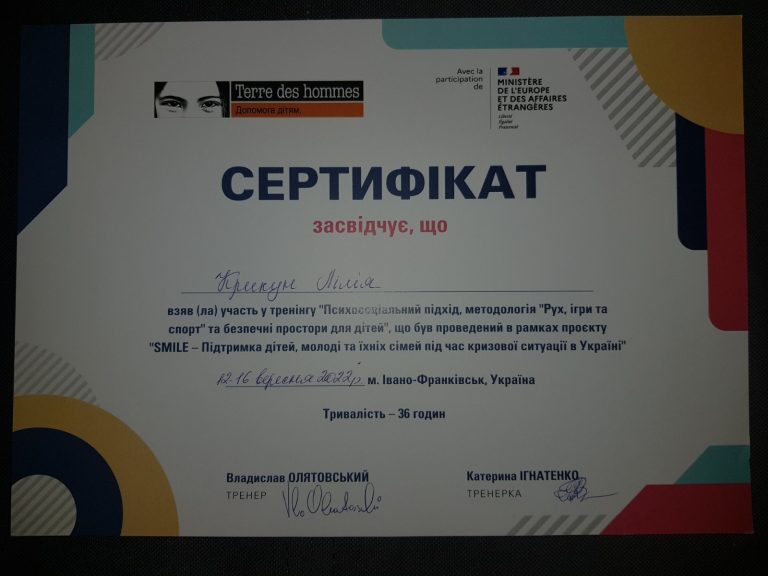 Terre des hommes
Допомога дітям.
Avec la
participation
de
MINISTÈRE
DE L'EUROPE
ET DES AFFAIRES
ÉTRANGÈRES
Liberté
Égalité
Fraternité
СЕРТИФІКАТ
засвідчує, що
Крикун Лілія
взяв (ла) участь у тренінгу "Психосоціальний підхід, методологія "Рух, ігри та
спорт" та безпечні простори для дітей", що був проведений в рамках проєкту
"SMILE – Підтримка дітей, молоді та їхніх сімей під час кризової ситуації в Україні"
12-16 вересня 2022р. м. Івано-Франківськ, Україна
Тривалість – 36 годин
Владислав ОЛЯТОВСЬКИЙ
ТРЕНЕР
Катерина ІГНАТЕНКО
ТРЕНЕРКА